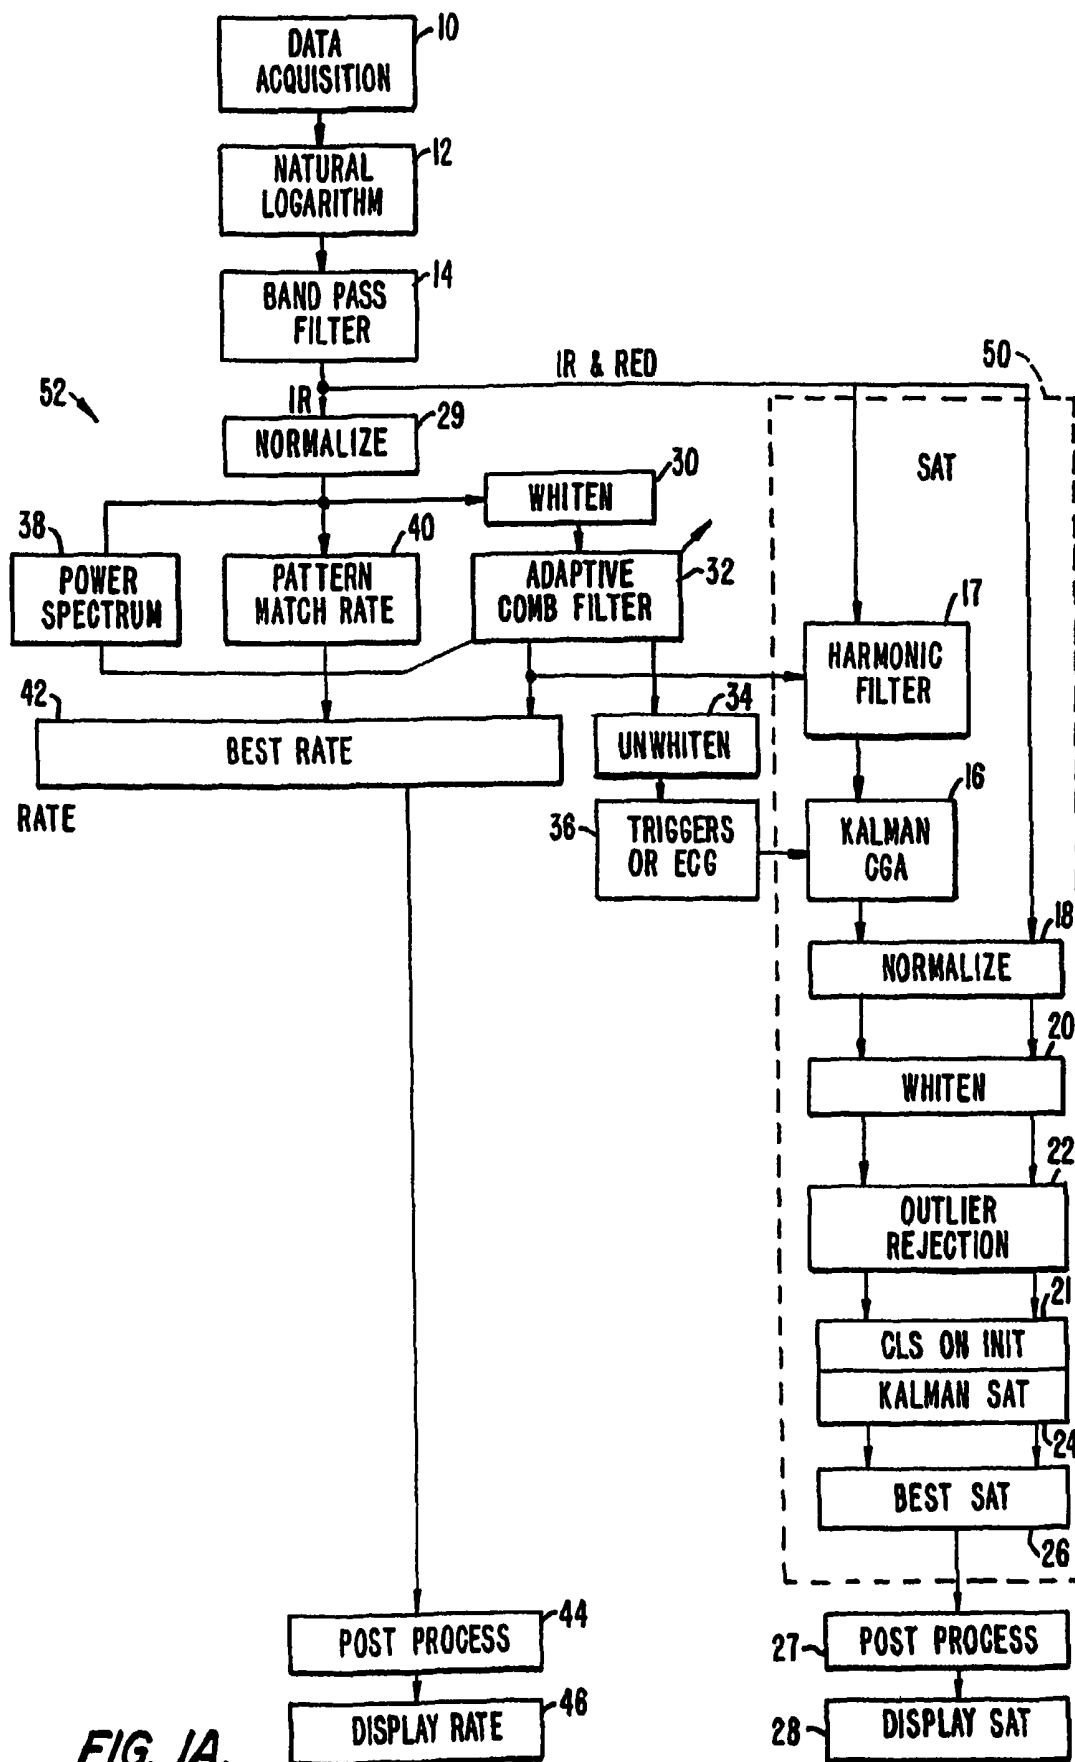 10
DATA
ACQUISITION
12
NATURAL
LOGARITHM
14
BAND PASS
FILTER
IR & RED
50
52
IR
29
NORMALIZE
SAT
30
WHITEN
38
POWER
SPECTRUM
40
PATTERN
MATCH RATE
32
ADAPTIVE
COMB FILTER
17
HARMONIC
FILTER
42
BEST RATE
34
UNWHITEN
RATE
36
TRIGGERS
OR ECG
16
KALMAN
CGA
18
NORMALIZE
20
WHITEN
22
OUTLIER
REJECTION
21
CLS ON INIT
KALMAN SAT
24
BEST SAT
26
44
POST PROCESS
27
POST PROCESS
46
DISPLAY RATE
28
DISPLAY SAT
FIG. 1A.